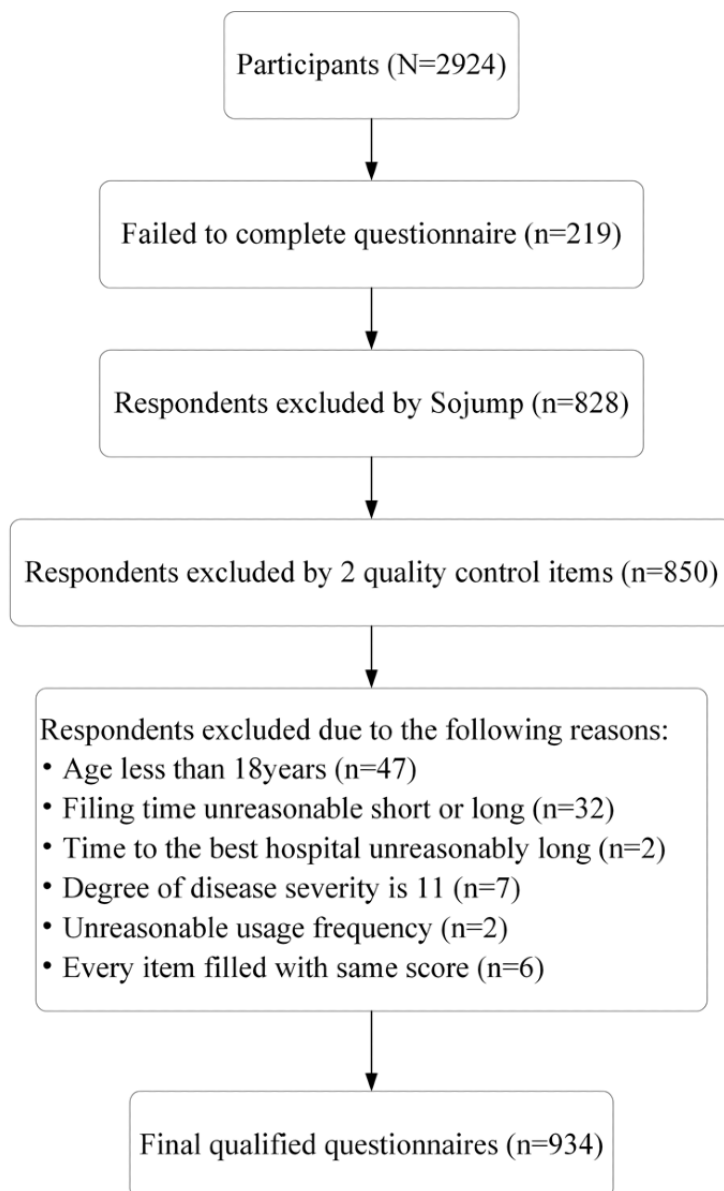 Participants (N=2924)
Failed to complete questionnaire (n=219)
Respondents excluded by Sojump (n=828)
Respondents excluded by 2 quality control items (n=850)
Respondents excluded due to the following reasons:
• Age less than 18years (n=47)
• Filing time unreasonable short or long (n=32)
• Time to the best hospital unreasonably long (n=2)
• Degree of disease severity is 11 (n=7)
• Unreasonable usage frequency (n=2)
• Every item filled with same score (n=6)
Final qualified questionnaires (n=934)